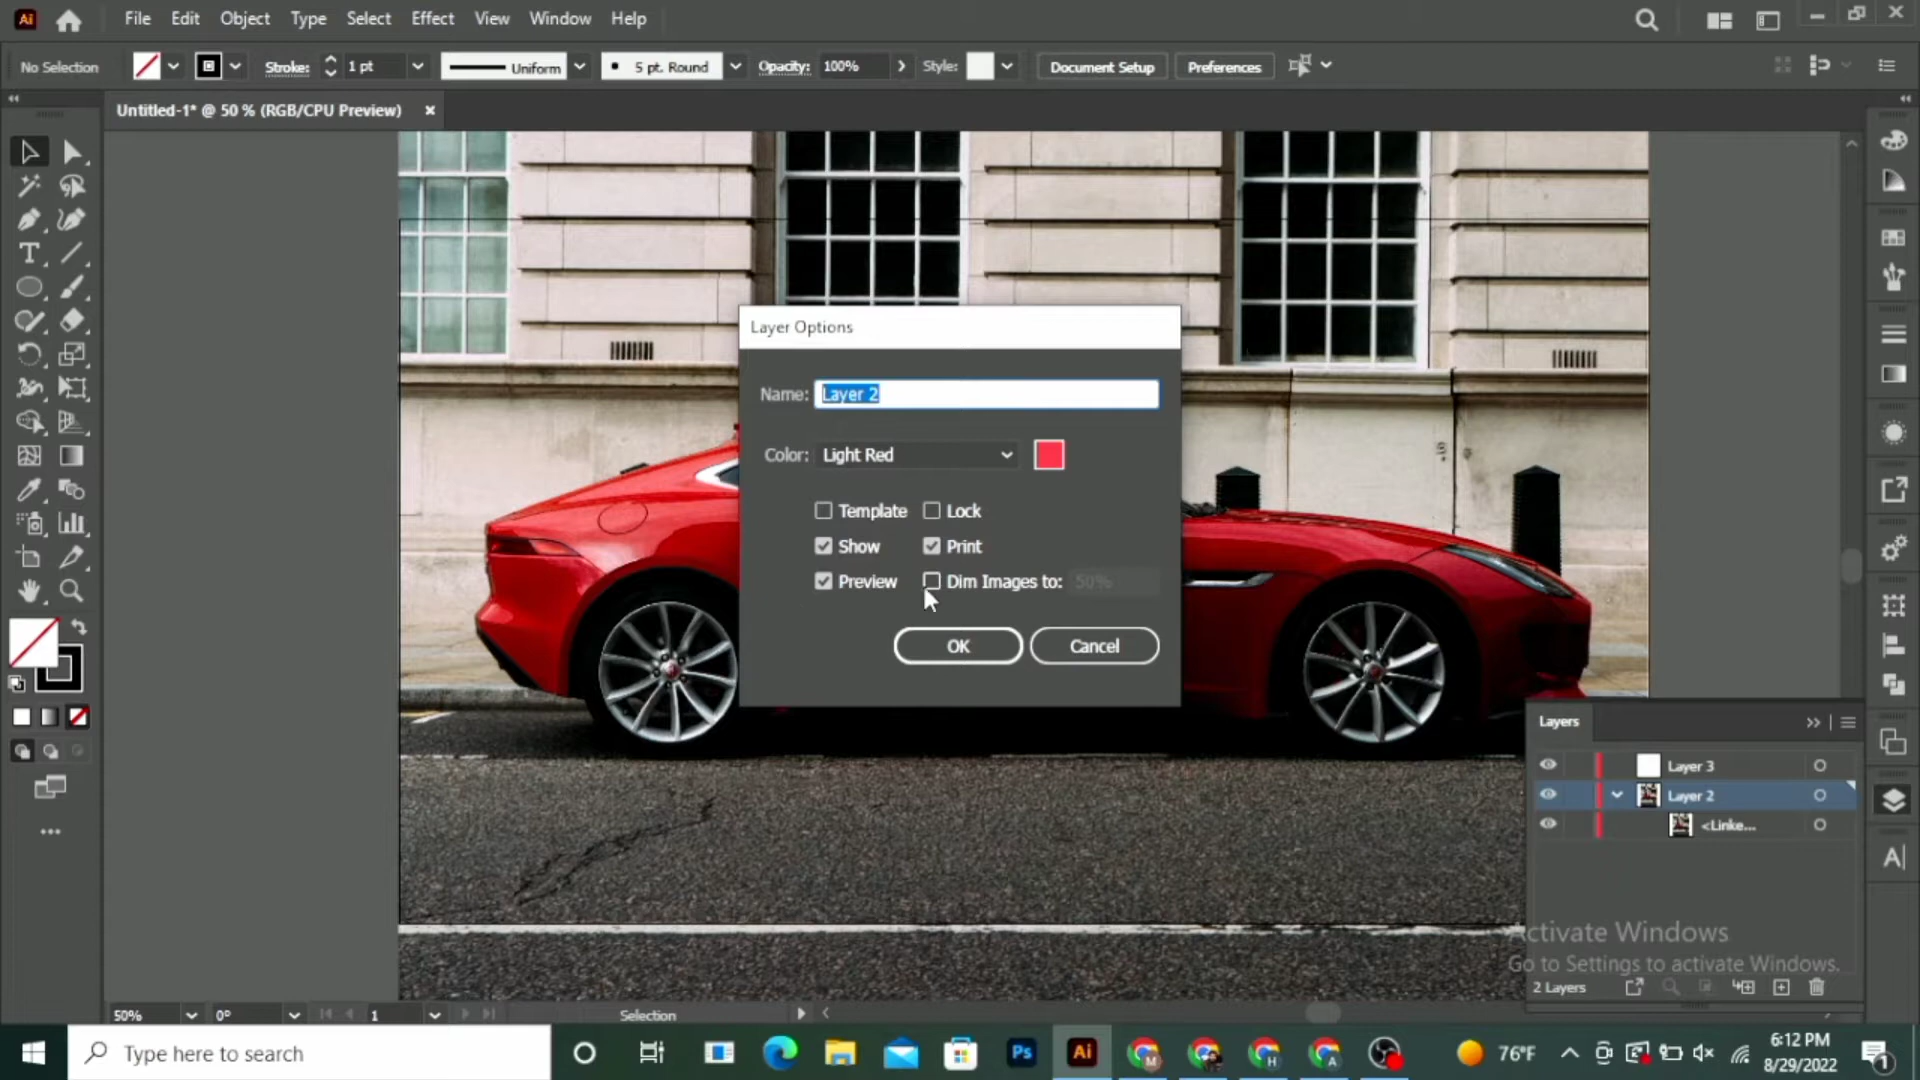 Ai File Edit Object Type Select Effect View Window Help
No Selection Stroke: 1 pt Uniform 5 pt. Round Opacity: 100% Style: Document Setup Preferences
Untitled-1* @ 50 % (RGB/CPU Preview)
Layer Options
Name: Layer 2
Color: Light Red
Template Lock
Show Print
Preview Dim Images to: 50%
OK Cancel
Layers
Layer 3
Layer 2
<Linke...
Activate Windows
Go to Settings to activate Windows.
2 Layers
50% 0° 1 Selection
Type here to search
Ps Ai M H A
76°F
6:12 PM
8/29/2022
1